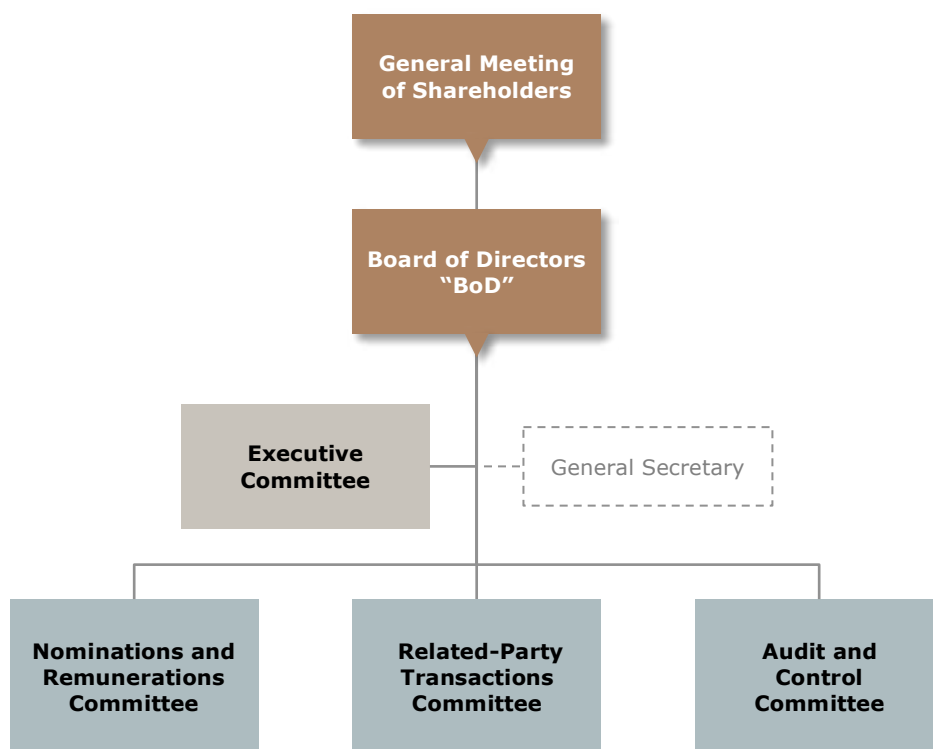 General Meeting
of Shareholders
Board of Directors
“BoD”
Executive
Committee
General Secretary
Nominations and
Remunerations
Committee
Related-Party
Transactions
Committee
Audit and
Control
Committee